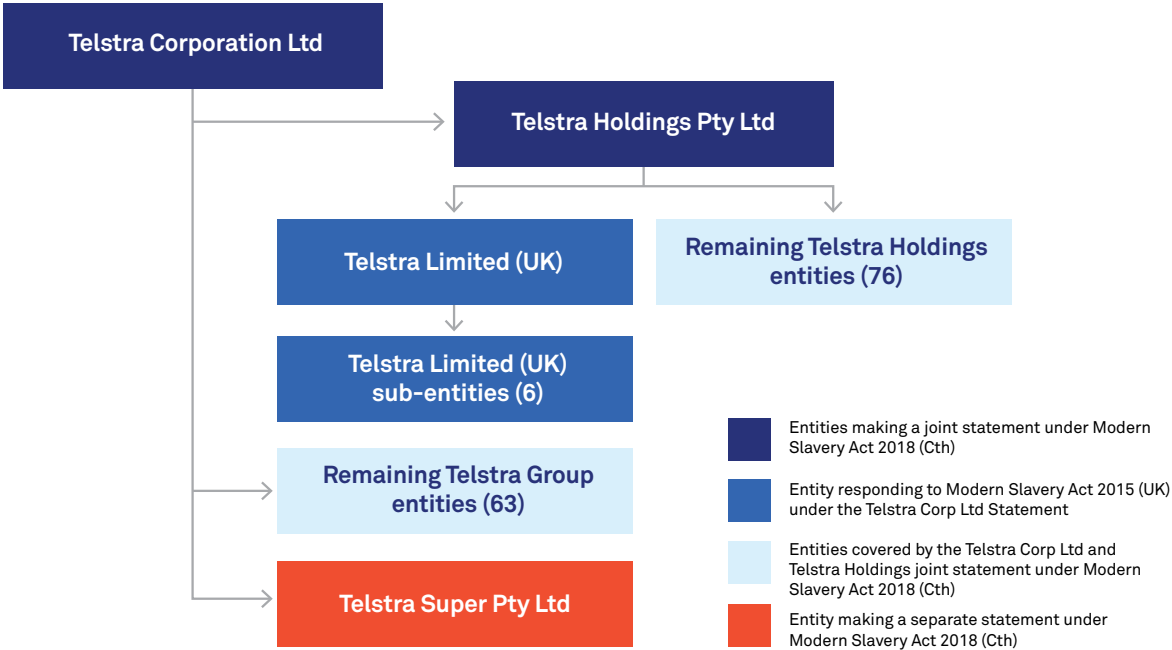 Telstra Corporation Ltd
Telstra Holdings Pty Ltd
Telstra Limited (UK)
Remaining Telstra Holdings
entities (76)
Telstra Limited (UK)
sub-entities (6)
Remaining Telstra Group
entities (63)
Telstra Super Pty Ltd
Entities making a joint statement under Modern
Slavery Act 2018 (Cth)
Entity responding to Modern Slavery Act 2015 (UK)
under the Telstra Corp Ltd Statement
Entities covered by the Telstra Corp Ltd and
Telstra Holdings joint statement under Modern
Slavery Act 2018 (Cth)
Entity making a separate statement under
Modern Slavery Act 2018 (Cth)